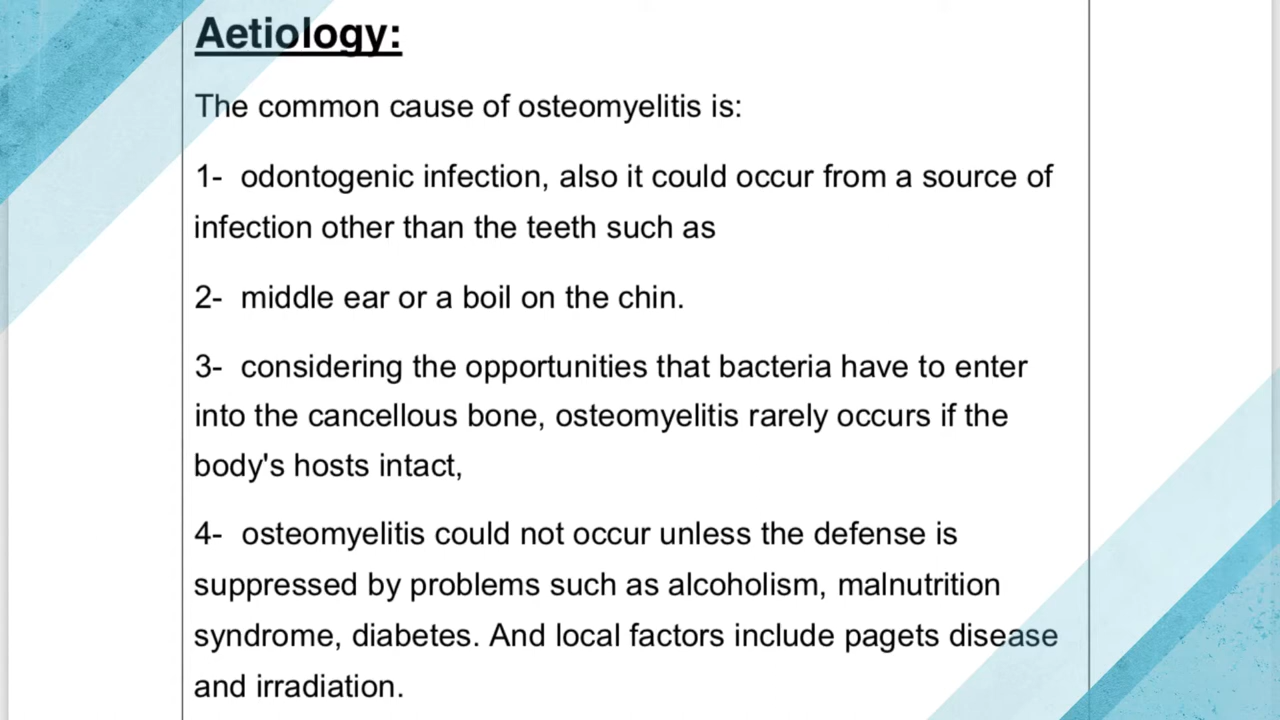 Aetiology:
The common cause of osteomyelitis is:
1- odontogenic infection, also it could occur from a source of
infection other than the teeth such as
2- middle ear or a boil on the chin.
3- considering the opportunities that bacteria have to enter
into the cancellous bone, osteomyelitis rarely occurs if the
body's hosts intact,
4- osteomyelitis could not occur unless the defense is
suppressed by problems such as alcoholism, malnutrition
syndrome, diabetes. And local factors include pagets disease
and irradiation.